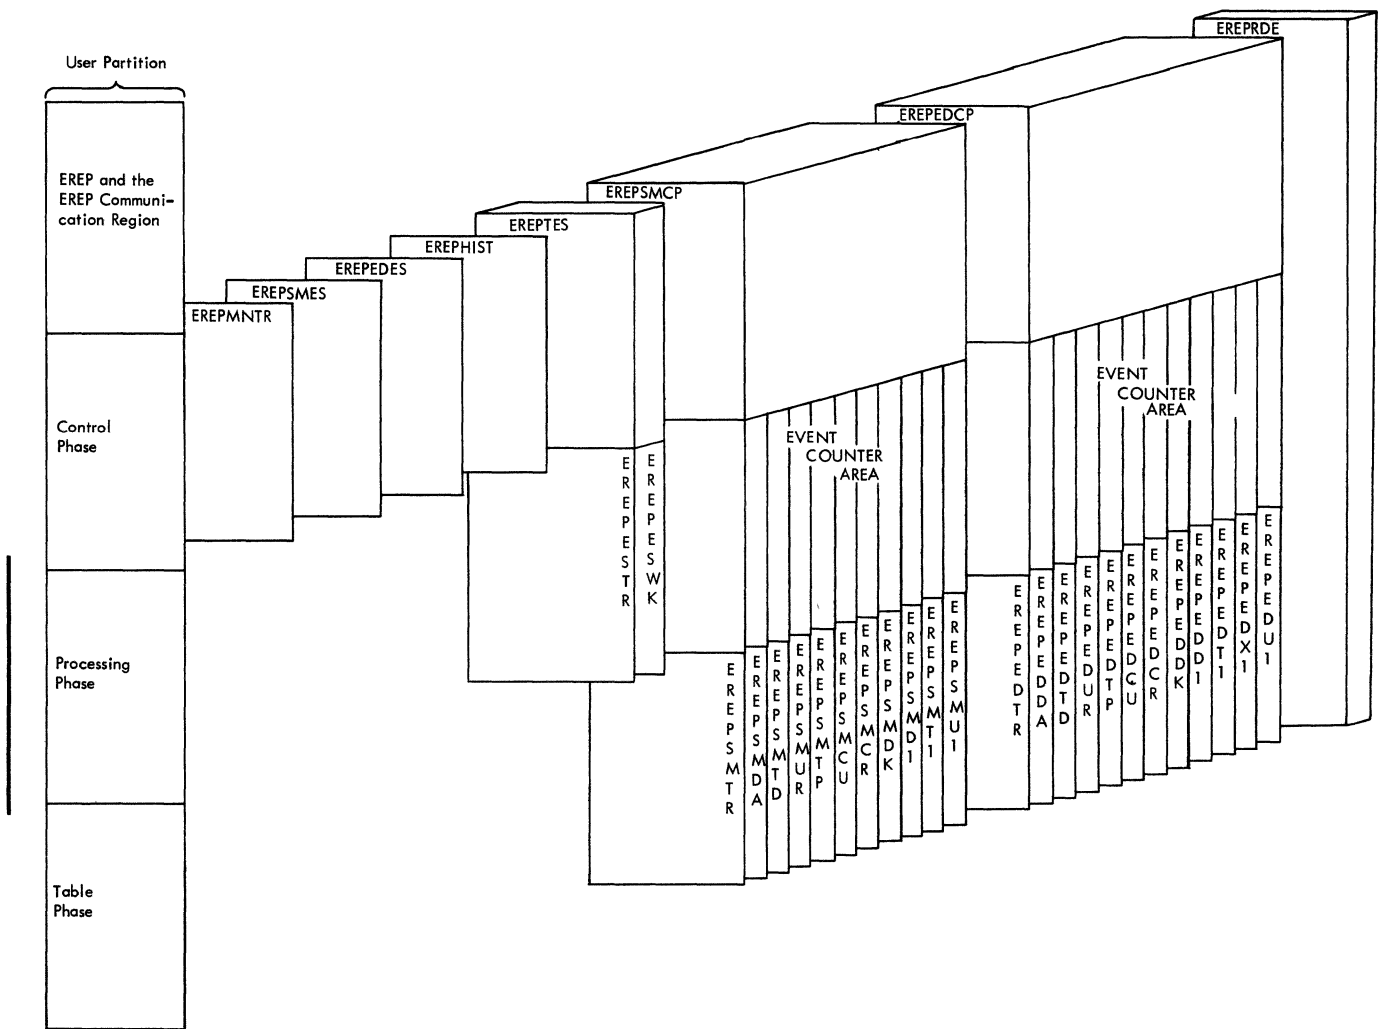 User Partition
EREP and the
EREP Communi-
cation Region
Control
Phase
Processing
Phase
Table
Phase
EREPMNTR
EREPSMES
EREPEDES
EREPHIST
EREPTES
EREPESTR
EREPESWK
EREPSMCP
EVENT
COUNTER
AREA
EREPSMTR
EREPSMDA
EREPSMTD
EREPSMUR
EREPSMTP
EREPSMCU
EREPSMCR
EREPSMDK
EREPSMD1
EREPSMT1
EREPSMU1
EREPEDCP
EVENT
COUNTER
AREA
EREPEDTR
EREPEDDA
EREPEDTD
EREPEDUR
EREPEDTP
EREPEDCU
EREPEDCR
EREPEDDK
EREPEDD1
EREPEDT1
EREPEDX1
EREPEDU1
EREPRDE